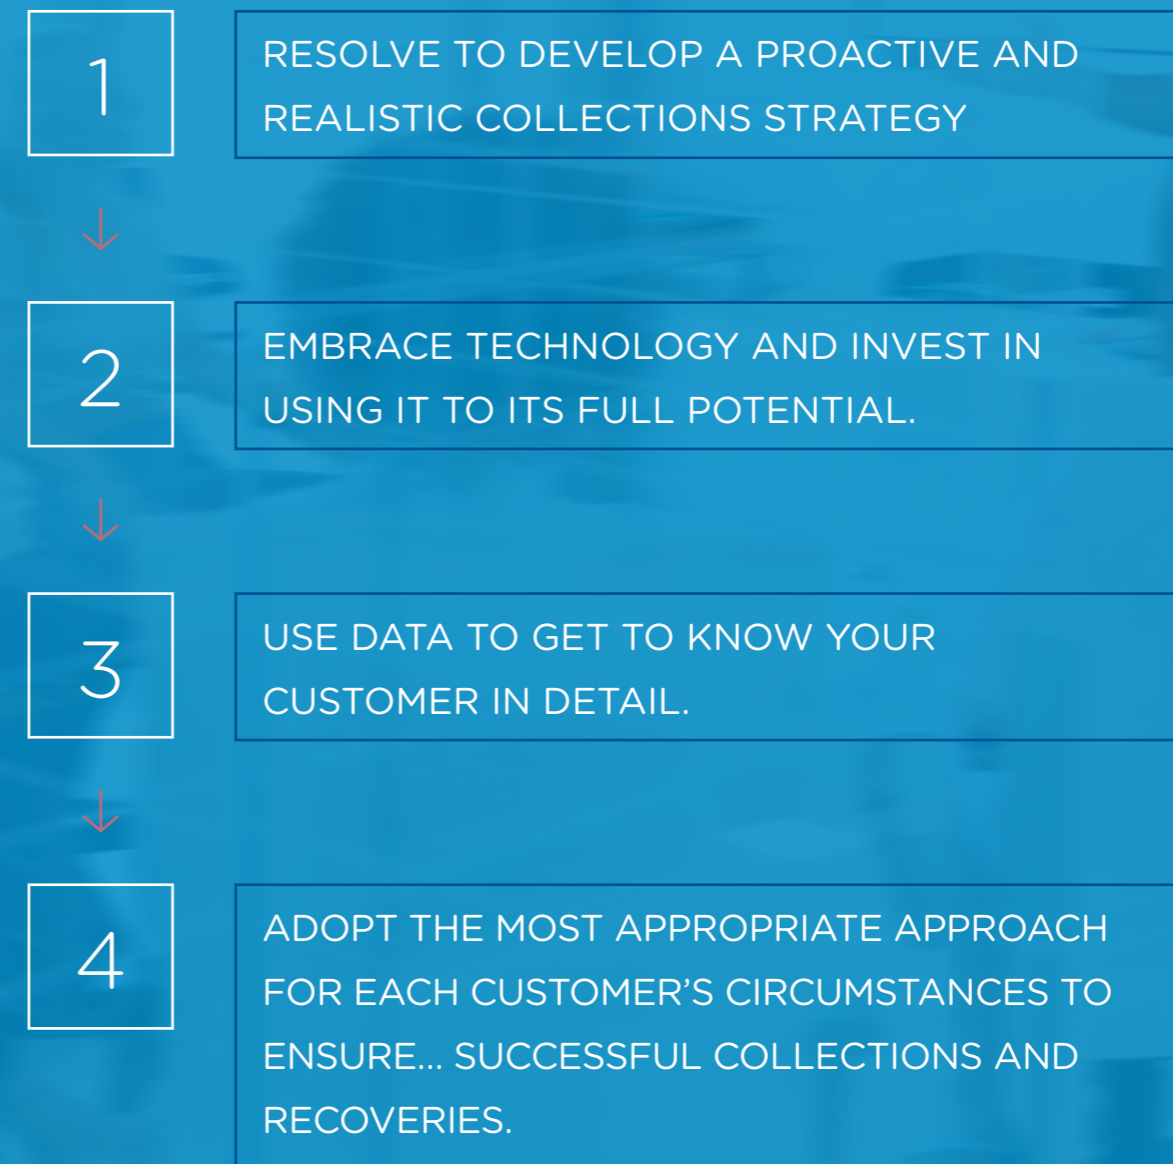 1
RESOLVE TO DEVELOP A PROACTIVE AND
REALISTIC COLLECTIONS STRATEGY
2
EMBRACE TECHNOLOGY AND INVEST IN
USING IT TO ITS FULL POTENTIAL.
3
USE DATA TO GET TO KNOW YOUR
CUSTOMER IN DETAIL.
4
ADOPT THE MOST APPROPRIATE APPROACH
FOR EACH CUSTOMER’S CIRCUMSTANCES TO
ENSURE... SUCCESSFUL COLLECTIONS AND
RECOVERIES.